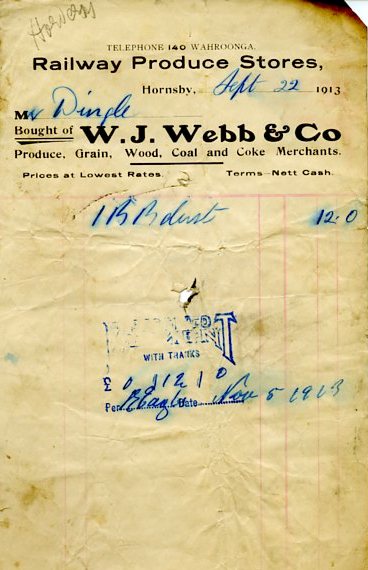 TELEPHONE 140 WAHROONGA.
Railway Produce Stores,
Hornsby, Sept 22 1913
Mr Dingle
Bought of W. J. Webb & Co
Produce, Grain, Wood, Coal and Coke Merchants.
Prices at Lowest Rates. Terms Nett Cash.
1 B B dust 12.0
WITH THANKS
£ 0 12 0
Per Date Nov 5 1913